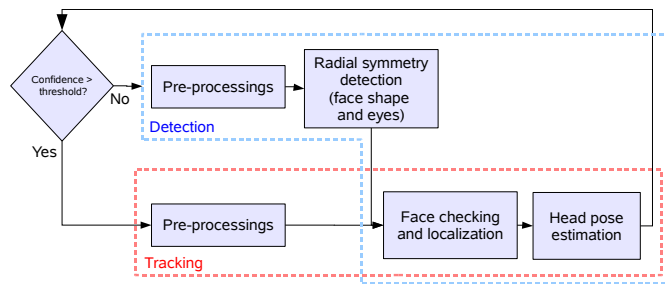 Confidence >
threshold?
No
Yes
Pre-processings
Radial symmetry
detection
(face shape
and eyes)
Detection
Pre-processings
Face checking
and localization
Head pose
estimation
Tracking